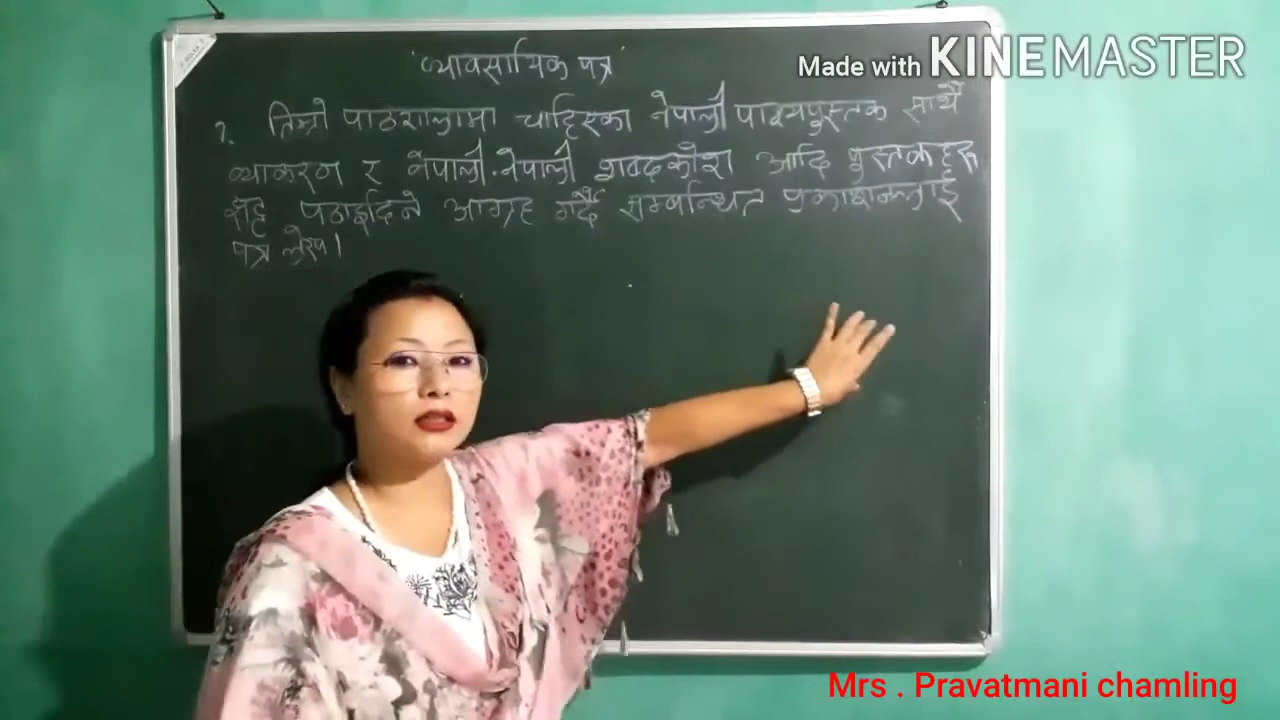 Made with KINEMASTER
'व्यावसायिक पत्र'
१. तिम्रो पाठशालामा चाहिएका नेपाली पाठ्यपुस्तक साथै
व्याकरण र नेपाली-नेपाली शब्दकोश आदि पुस्तकहरू
पठाईदिने आग्रह गर्दै सम्बन्धित प्रकाशनलाई
पत्र लेख।
Mrs . Pravatmani chamling